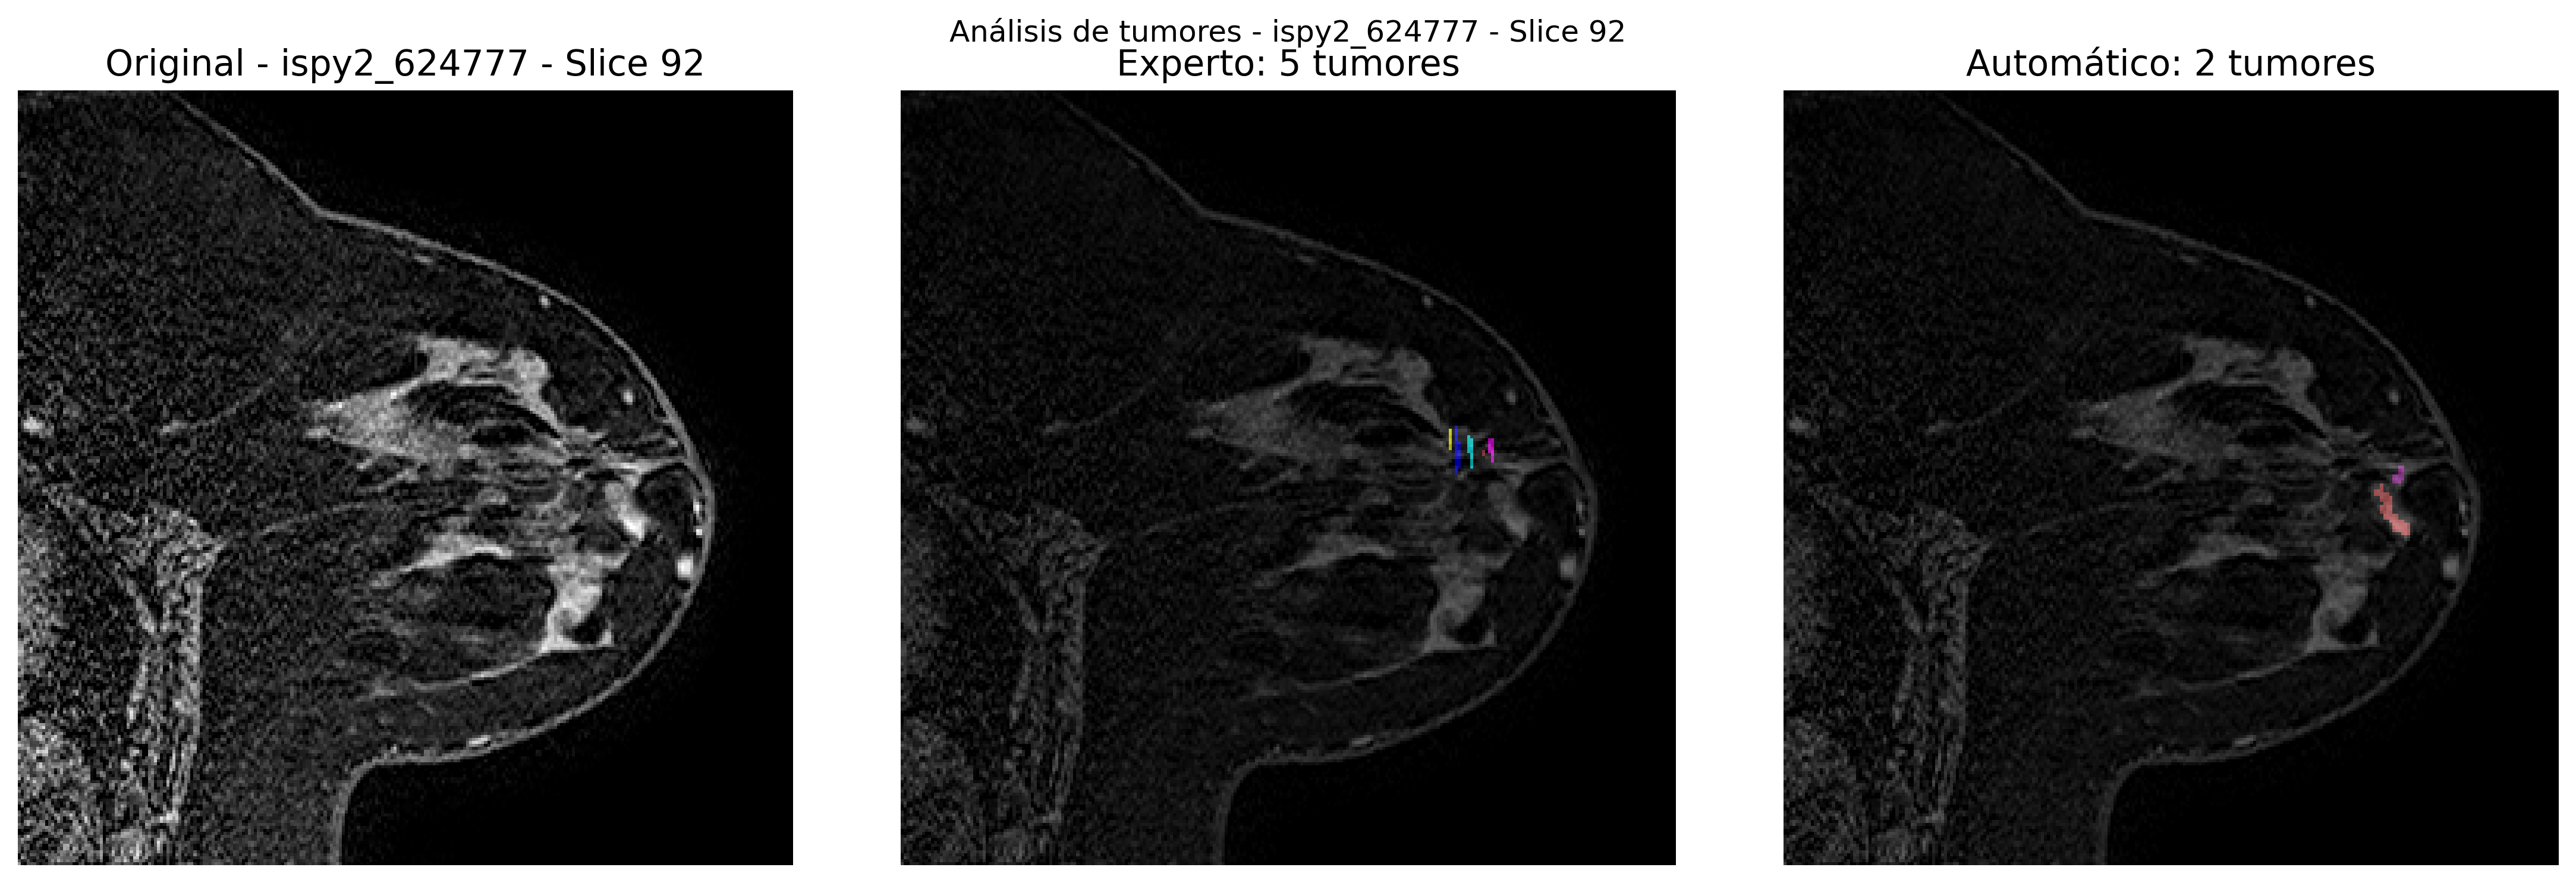 Análisis de tumores - ispy2_624777 - Slice 92
Original - ispy2_624777 - Slice 92
Experto: 5 tumores
Automático: 2 tumores